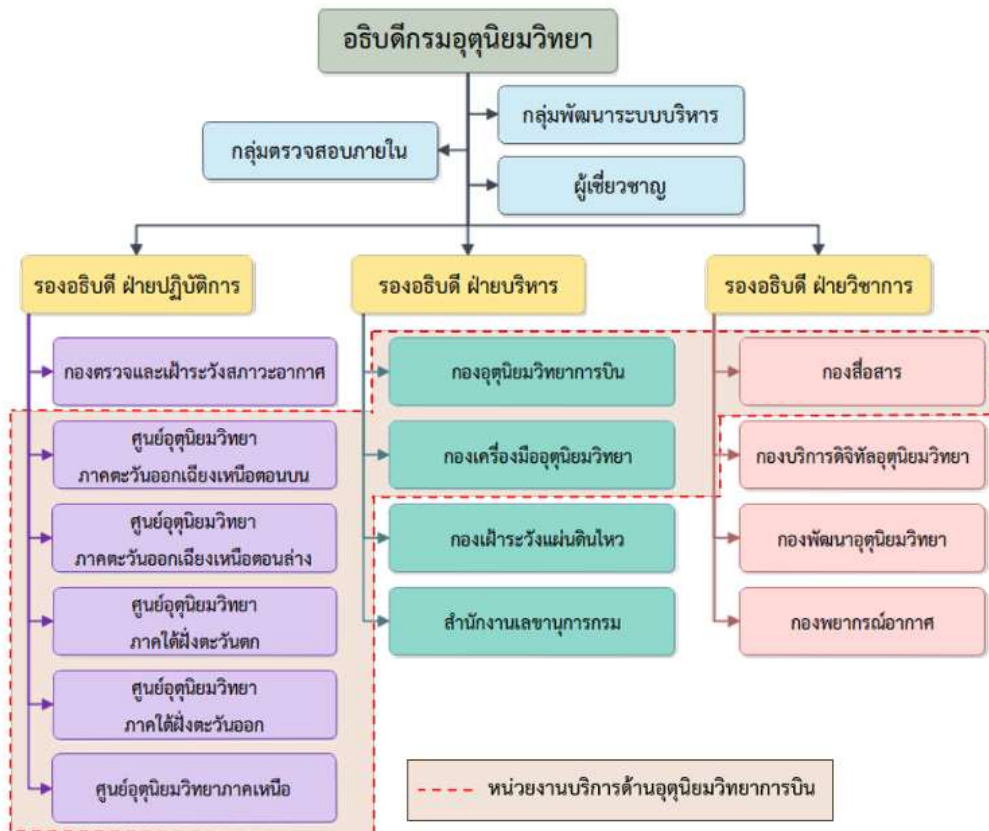 อธิบดีกรมอุตุนิยมวิทยา
กลุ่มพัฒนาระบบบริหาร
กลุ่มตรวจสอบภายใน
ผู้เชี่ยวชาญ
รองอธิบดี ฝ่ายปฏิบัติการ
กองตรวจและเฝ้าระวังสภาวะอากาศ
ศูนย์อุตุนิยมวิทยา
ภาคตะวันออกเฉียงเหนือตอนบน
ศูนย์อุตุนิยมวิทยา
ภาคตะวันออกเฉียงเหนือตอนล่าง
ศูนย์อุตุนิยมวิทยา
ภาคใต้ฝั่งตะวันตก
ศูนย์อุตุนิยมวิทยา
ภาคใต้ฝั่งตะวันออก
ศูนย์อุตุนิยมวิทยาภาคเหนือ
รองอธิบดี ฝ่ายบริหาร
กองอุตุนิยมวิทยาการบิน
กองเครื่องมืออุตุนิยมวิทยา
กองเฝ้าระวังแผ่นดินไหว
สำนักงานเลขานุการกรม
รองอธิบดี ฝ่ายวิชาการ
กองสื่อสาร
กองบริการดิจิทัลอุตุนิยมวิทยา
กองพัฒนาอุตุนิยมวิทยา
กองพยากรณ์อากาศ
หน่วยงานบริการด้านอุตุนิยมวิทยาการบิน